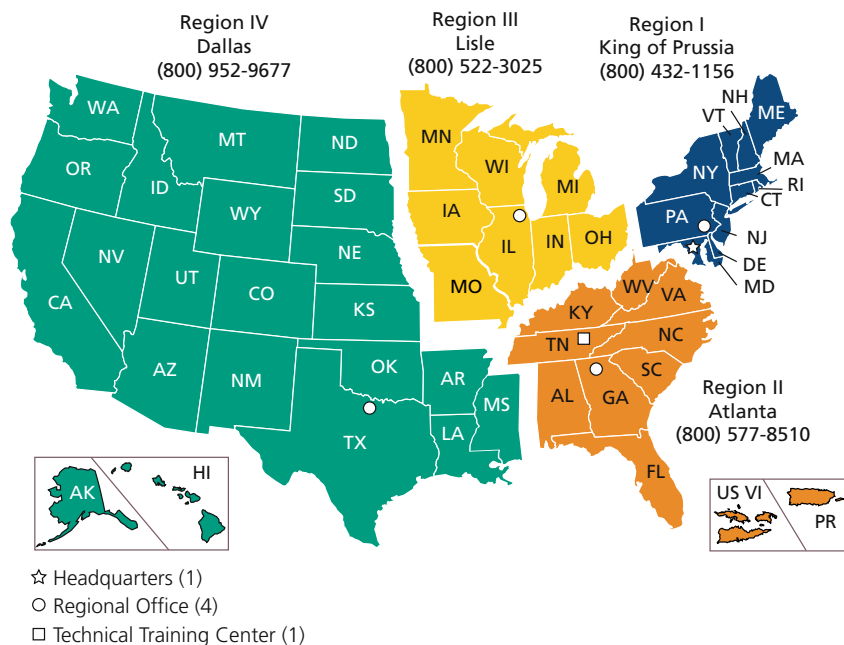 Region IV
Dallas
(800) 952-9677
Region III
Lisle
(800) 522-3025
Region I
King of Prussia
(800) 432-1156
WA
OR
ID
MT
ND
SD
WY
NE
NV
UT
CA
CO
KS
AZ
NM
OK
TX
AR
LA
MS
MN
WI
MI
IA
IL
IN
OH
MO
NH
VT
ME
NY
MA
RI
CT
PA
NJ
DE
MD
WV
VA
KY
TN
NC
SC
AL
GA
FL
Region II
Atlanta
(800) 577-8510
AK
HI
US VI
PR
Headquarters (1)
Regional Office (4)
Technical Training Center (1)